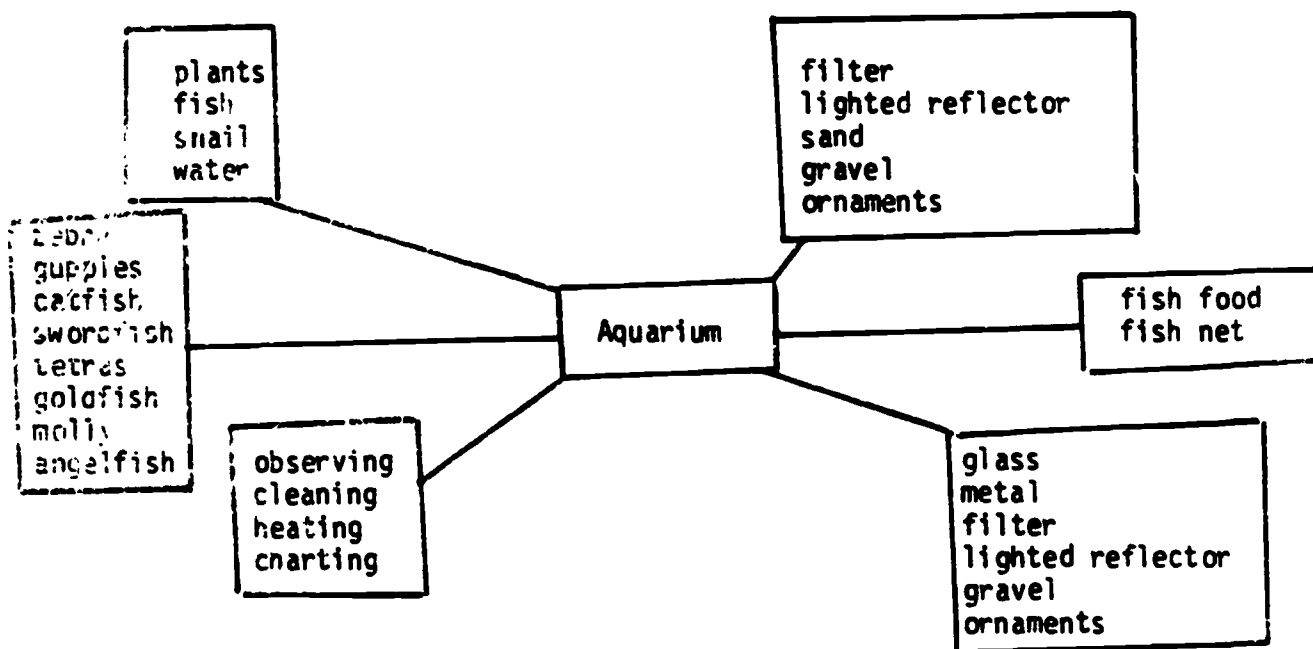 plants
fish
snail
water
filter
lighted reflector
sand
gravel
ornaments
zebra
guppies
catfish
swordfish
tetras
goldfish
molly
angelfish
Aquarium
fish food
fish net
observing
cleaning
heating
charting
glass
metal
filter
lighted reflector
gravel
ornaments